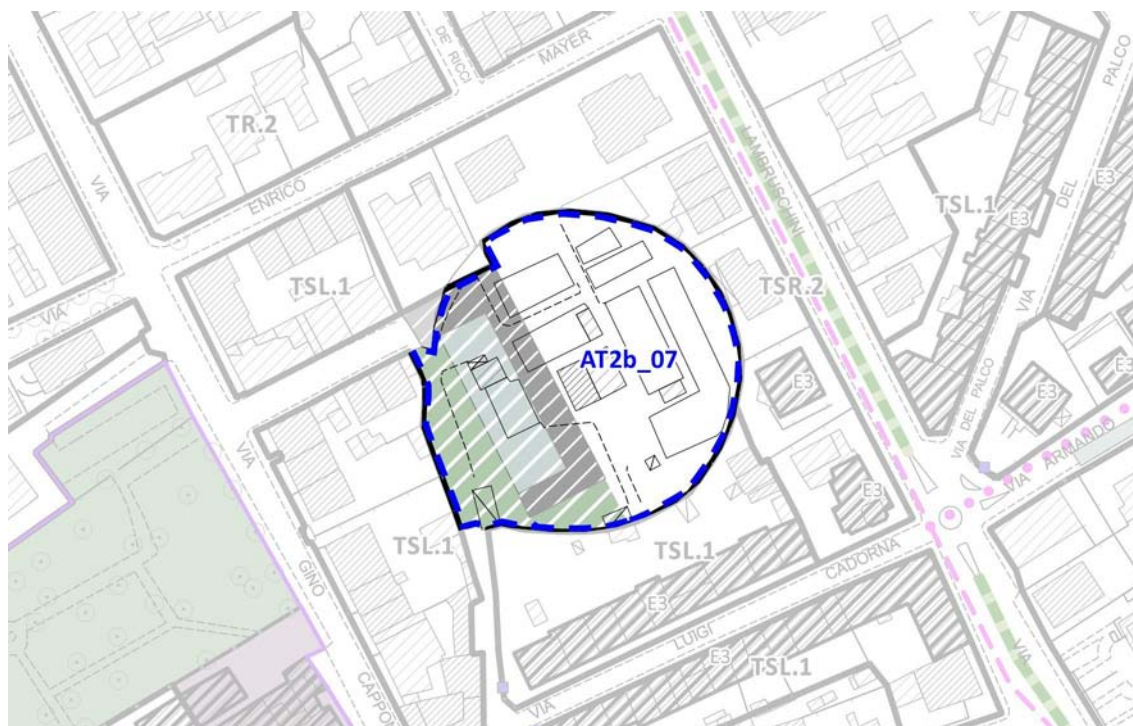 DE RICCI
MAYER
ENRICO
TR.2
VIA
LAMBRUSCHINI
PALCO
DEL
VIA
E3
TSL.1
E3
TSL.1
TSR.2
AT2b_07
VIA
VIA
E3
E3
VIA DEL PALCO
ARMANDO
VIA
E3
GINO
TSL.1
TSL.1
CADORNA
E3
LUIGI
E3
TSL.1
CAPPO
VIA
VIA